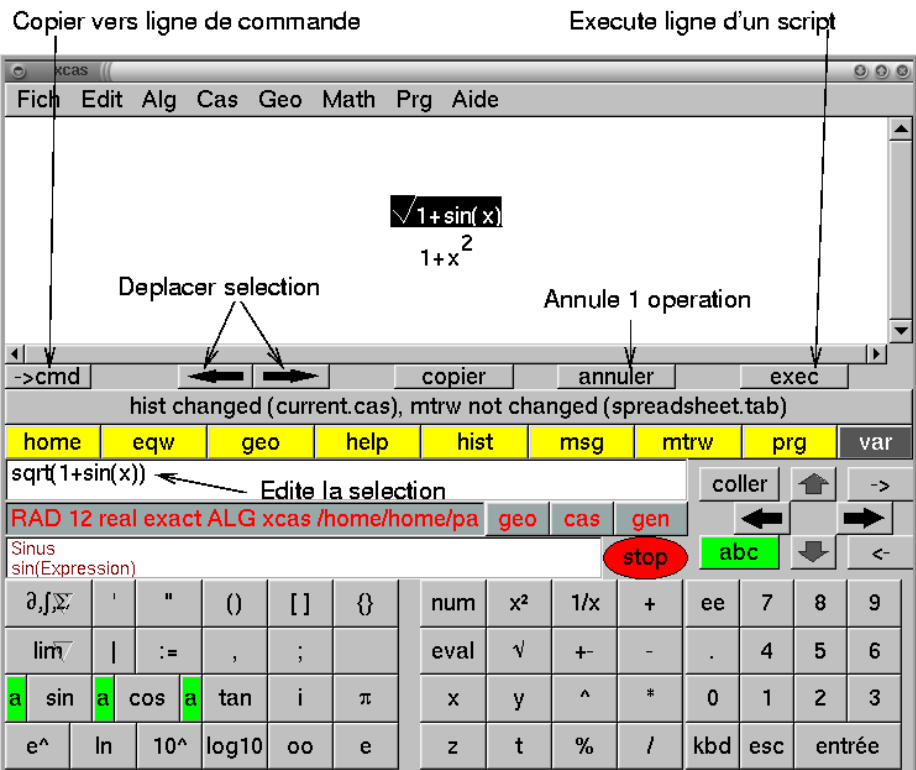 Copier vers ligne de commande Execute ligne d'un script
xcas
Fich Edit Alg Cas Geo Math Prg Aide
√1+sin(x)
1+x²
Deplacer selection
Annule 1 operation
->cmd copier annuler exec
hist changed (current.cas), mtrw not changed (spreadsheet.tab)
home eqw geo help hist msg mtrw prg var
sqrt(1+sin(x)) Edite la selection coller ->
RAD 12 real exact ALG xcas /home/home/pa geo cas gen
Sinus
sin(Expression) stop abc <-
∂,∫,Σ ' " () [ ] {} num x² 1/x + ee 7 8 9
lim | := , ; eval √ +- - . 4 5 6
a sin a cos a tan i π x y ^ * 0 1 2 3
e^ ln 10^ log10 oo e z t % / kbd esc entrée